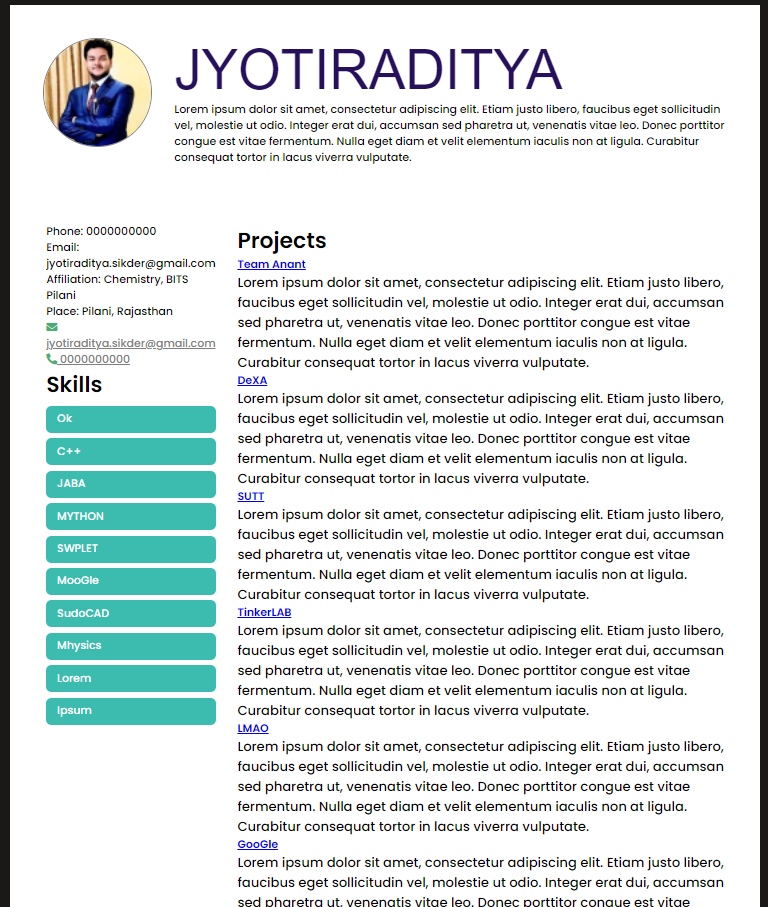 JYOTIRADITYA
Lorem ipsum dolor sit amet, consectetur adipiscing elit. Etiam justo libero, faucibus eget sollicitudin
vel, molestie ut odio. Integer erat dui, accumsan sed pharetra ut, venenatis vitae leo. Donec porttitor
congue est vitae fermentum. Nulla eget diam et velit elementum iaculis non at ligula. Curabitur
consequat tortor in lacus viverra vulputate.
Phone: 0000000000
Email:
jyotiraditya.sikder@gmail.com
Affiliation: Chemistry, BITS
Pilani
Place: Pilani, Rajasthan
jyotiraditya.sikder@gmail.com
0000000000
Skills
Ok
C++
JABA
MYTHON
SWPLET
MooGle
SudoCAD
Mhysics
Lorem
Ipsum
Projects
Team Anant
Lorem ipsum dolor sit amet, consectetur adipiscing elit. Etiam justo libero,
faucibus eget sollicitudin vel, molestie ut odio. Integer erat dui, accumsan
sed pharetra ut, venenatis vitae leo. Donec porttitor congue est vitae
fermentum. Nulla eget diam et velit elementum iaculis non at ligula.
Curabitur consequat tortor in lacus viverra vulputate.
DeXA
Lorem ipsum dolor sit amet, consectetur adipiscing elit. Etiam justo libero,
faucibus eget sollicitudin vel, molestie ut odio. Integer erat dui, accumsan
sed pharetra ut, venenatis vitae leo. Donec porttitor congue est vitae
fermentum. Nulla eget diam et velit elementum iaculis non at ligula.
Curabitur consequat tortor in lacus viverra vulputate.
SUTT
Lorem ipsum dolor sit amet, consectetur adipiscing elit. Etiam justo libero,
faucibus eget sollicitudin vel, molestie ut odio. Integer erat dui, accumsan
sed pharetra ut, venenatis vitae leo. Donec porttitor congue est vitae
fermentum. Nulla eget diam et velit elementum iaculis non at ligula.
Curabitur consequat tortor in lacus viverra vulputate.
TinkerLAB
Lorem ipsum dolor sit amet, consectetur adipiscing elit. Etiam justo libero,
faucibus eget sollicitudin vel, molestie ut odio. Integer erat dui, accumsan
sed pharetra ut, venenatis vitae leo. Donec porttitor congue est vitae
fermentum. Nulla eget diam et velit elementum iaculis non at ligula.
Curabitur consequat tortor in lacus viverra vulputate.
LMAO
Lorem ipsum dolor sit amet, consectetur adipiscing elit. Etiam justo libero,
faucibus eget sollicitudin vel, molestie ut odio. Integer erat dui, accumsan
sed pharetra ut, venenatis vitae leo. Donec porttitor congue est vitae
fermentum. Nulla eget diam et velit elementum iaculis non at ligula.
Curabitur consequat tortor in lacus viverra vulputate.
GooGle
Lorem ipsum dolor sit amet, consectetur adipiscing elit. Etiam justo libero,
faucibus eget sollicitudin vel, molestie ut odio. Integer erat dui, accumsan
sed pharetra ut, venenatis vitae leo. Donec porttitor congue est vitae